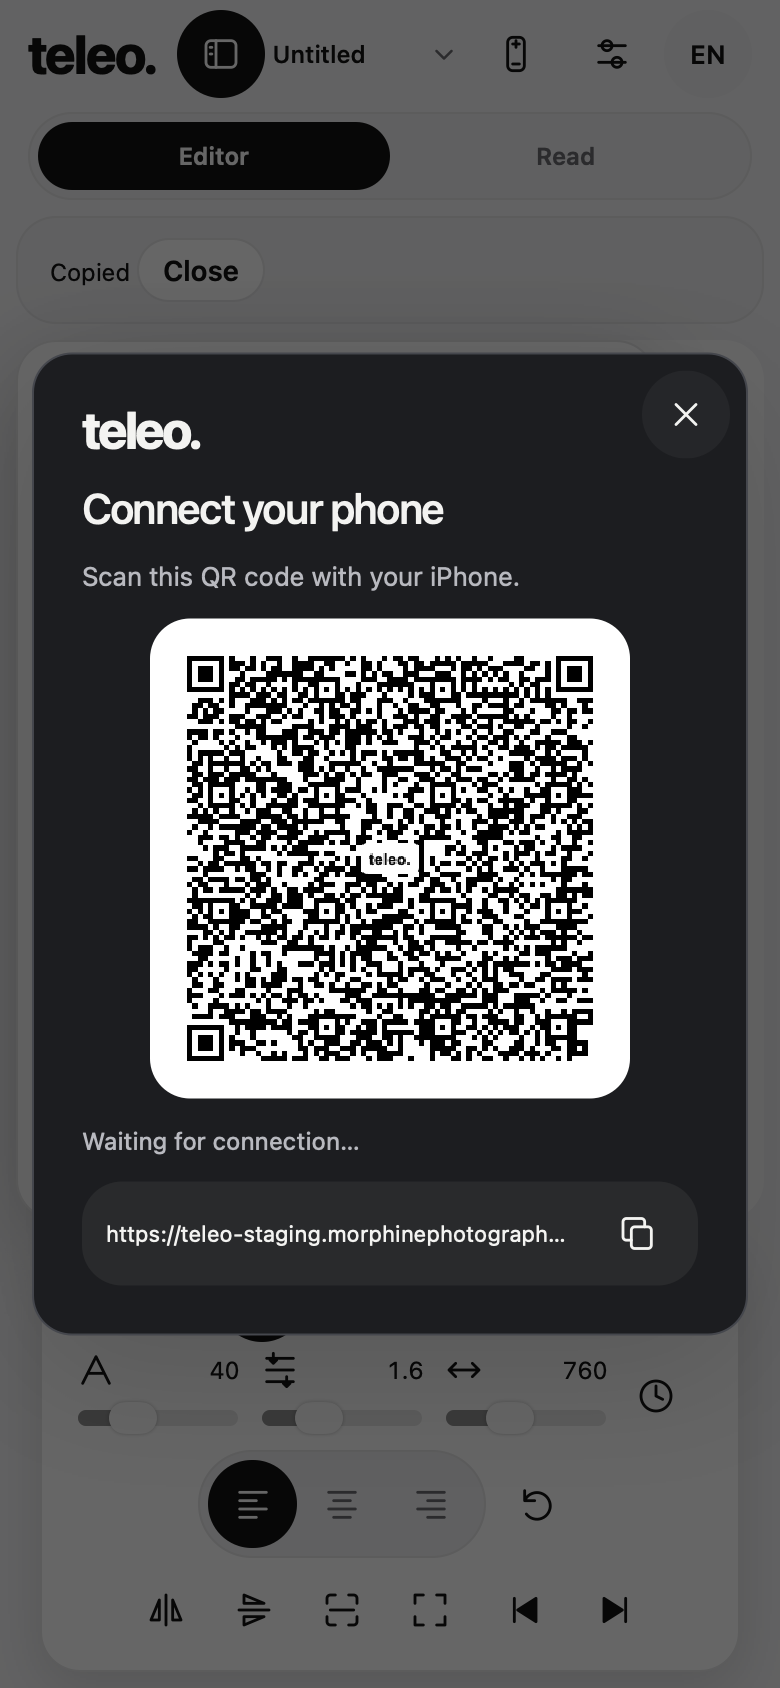 teleo.
Untitled
EN
Editor
Read
Copied
Close
teleo.
Connect your phone
Scan this QR code with your iPhone.
teleo.
Waiting for connection...
https://teleo-staging.morphinephotograph...
40
1.6
760